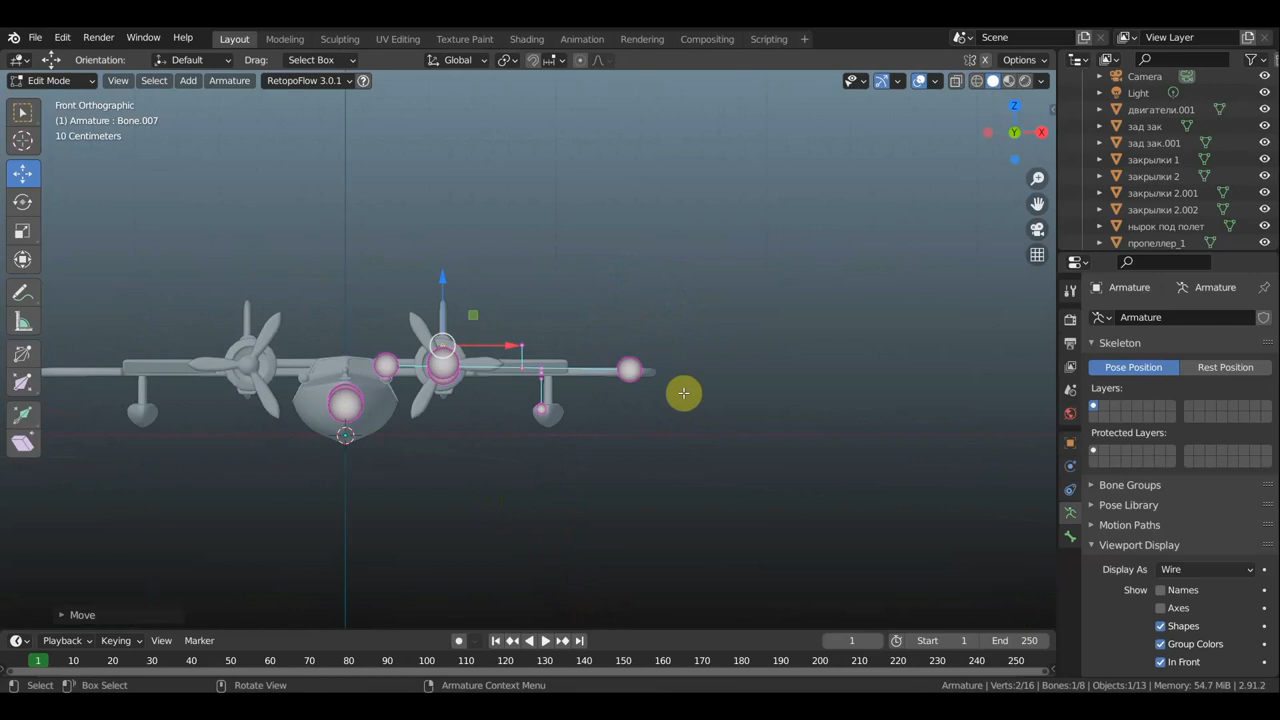 File Edit Render Window Help Layout Modeling Sculpting UV Editing Texture Paint Shading Animation Rendering Compositing Scripting + Scene View Layer
Orientation: Default Drag: Select Box Global Options
Edit Mode View Select Add Armature RetopoFlow 3.0.1 ?
Camera
Light
двигатели.001
зад зак
зад зак.001
закрылки 1
закрылки 2
закрылки 2.001
закрылки 2.002
нырок под полет
пропеллер_1
Front Orthographic
(1) Armature : Bone.007
10 Centimeters
Z
Y
X
Move
Armature Armature
Armature
Skeleton
Pose Position Rest Position
Layers:
Protected Layers:
Bone Groups
Pose Library
Motion Paths
Viewport Display
Display As Wire
Show Names
Axes
Shapes
Group Colors
In Front
Playback Keying View Marker 1 Start 1 End 250
1 10 20 30 40 50 60 70 80 90 100 110 120 130 140 150 160 170 180 190 200 210 220 230 240 250
Select Box Select Rotate View Armature Context Menu Armature | Verts:2/16 | Bones:1/8 | Objects:1/13 | Memory: 54.7 MiB | 2.91.2